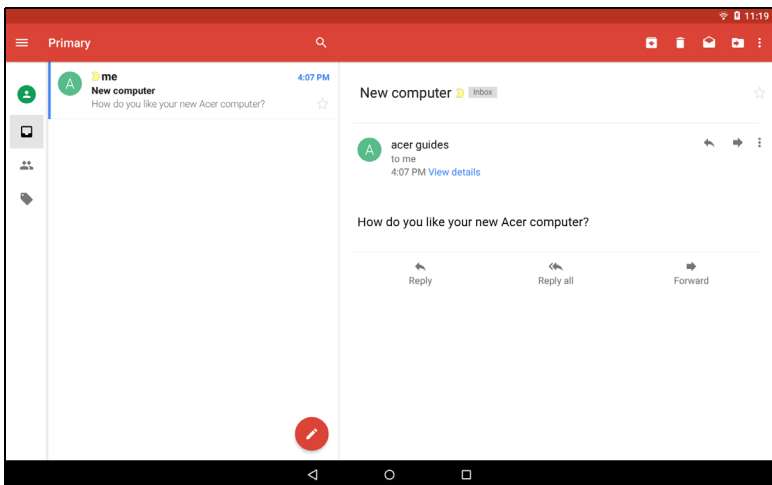 11:19
Primary
A
me
4:07 PM
New computer
How do you like your new Acer computer?
New computer Inbox
A
acer guides
to me
4:07 PM View details
How do you like your new Acer computer?
Reply Reply all Forward